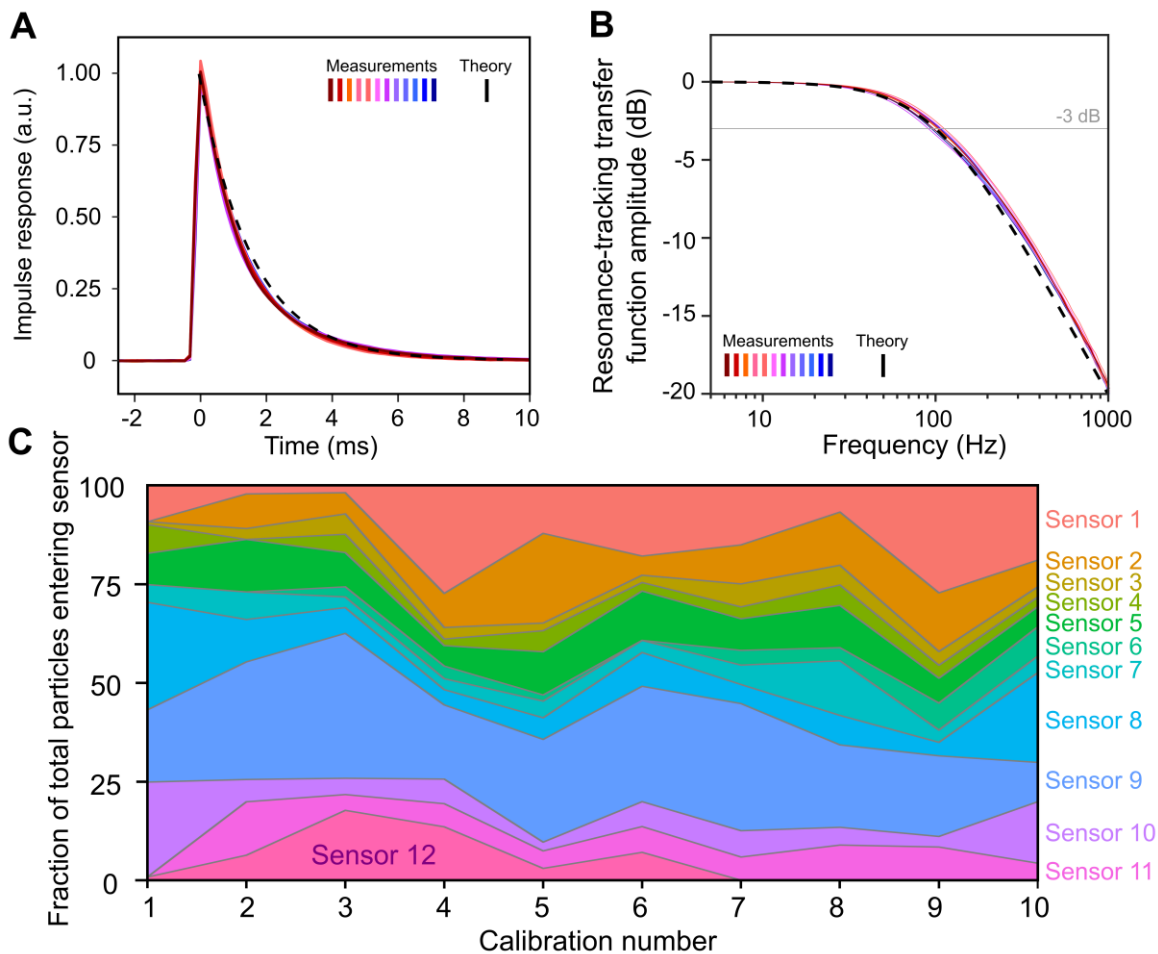 A
Impulse response (a.u.)
1.00
0.75
0.50
0.25
0
-2 0 2 4 6 8 10
Time (ms)
Measurements Theory
B
Resonance-tracking transfer
function amplitude (dB)
0
-5
-10
-15
-20
10 100 1000
Frequency (Hz)
-3 dB
Measurements Theory
C
Fraction of total particles entering sensor
100
75
50
25
0
1 2 3 4 5 6 7 8 9 10
Calibration number
Sensor 1
Sensor 2
Sensor 3
Sensor 4
Sensor 5
Sensor 6
Sensor 7
Sensor 8
Sensor 9
Sensor 10
Sensor 11
Sensor 12